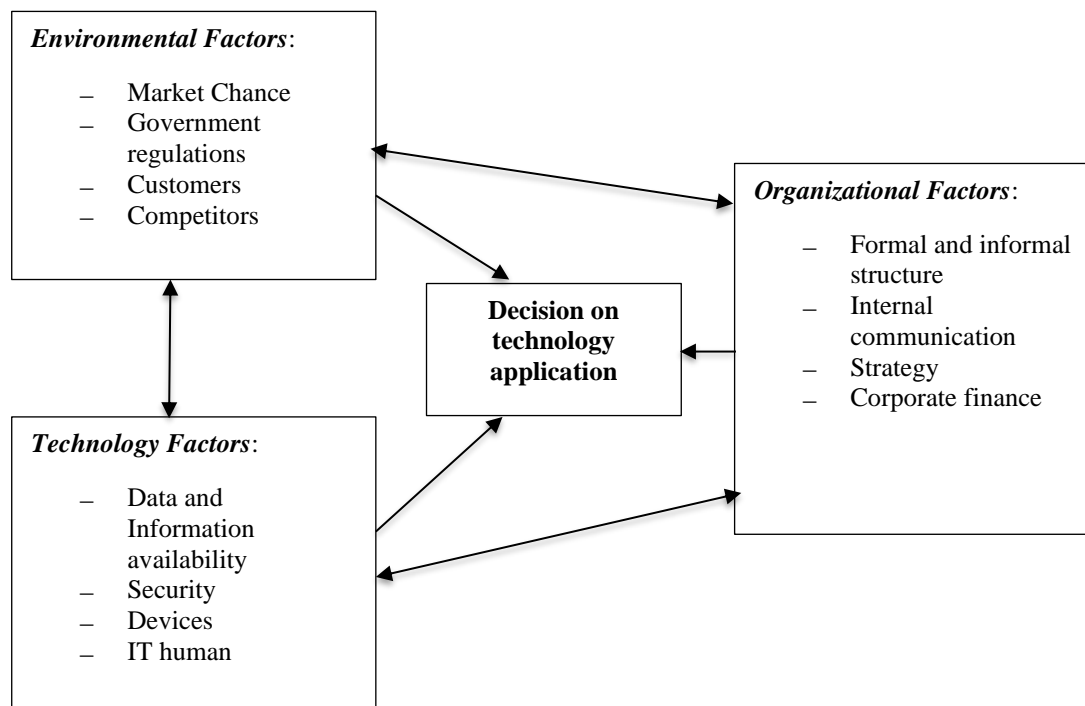 Environmental Factors:
– Market Chance
– Government
regulations
– Customers
– Competitors
Organizational Factors:
– Formal and informal
structure
– Internal
communication
– Strategy
– Corporate finance
Decision on
technology
application
Technology Factors:
– Data and
Information
availability
– Security
– Devices
– IT human